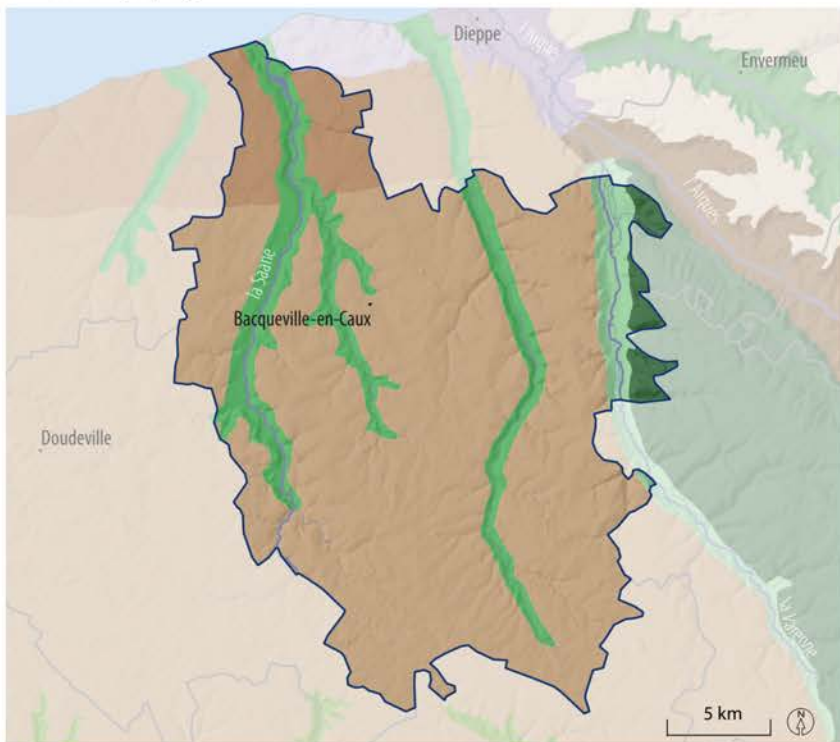 Dieppe
l'Arques
Envermeu
l'Arques
la Saâne
Bacqueville-en-Caux
Doudeville
la Varenne
5 km
N